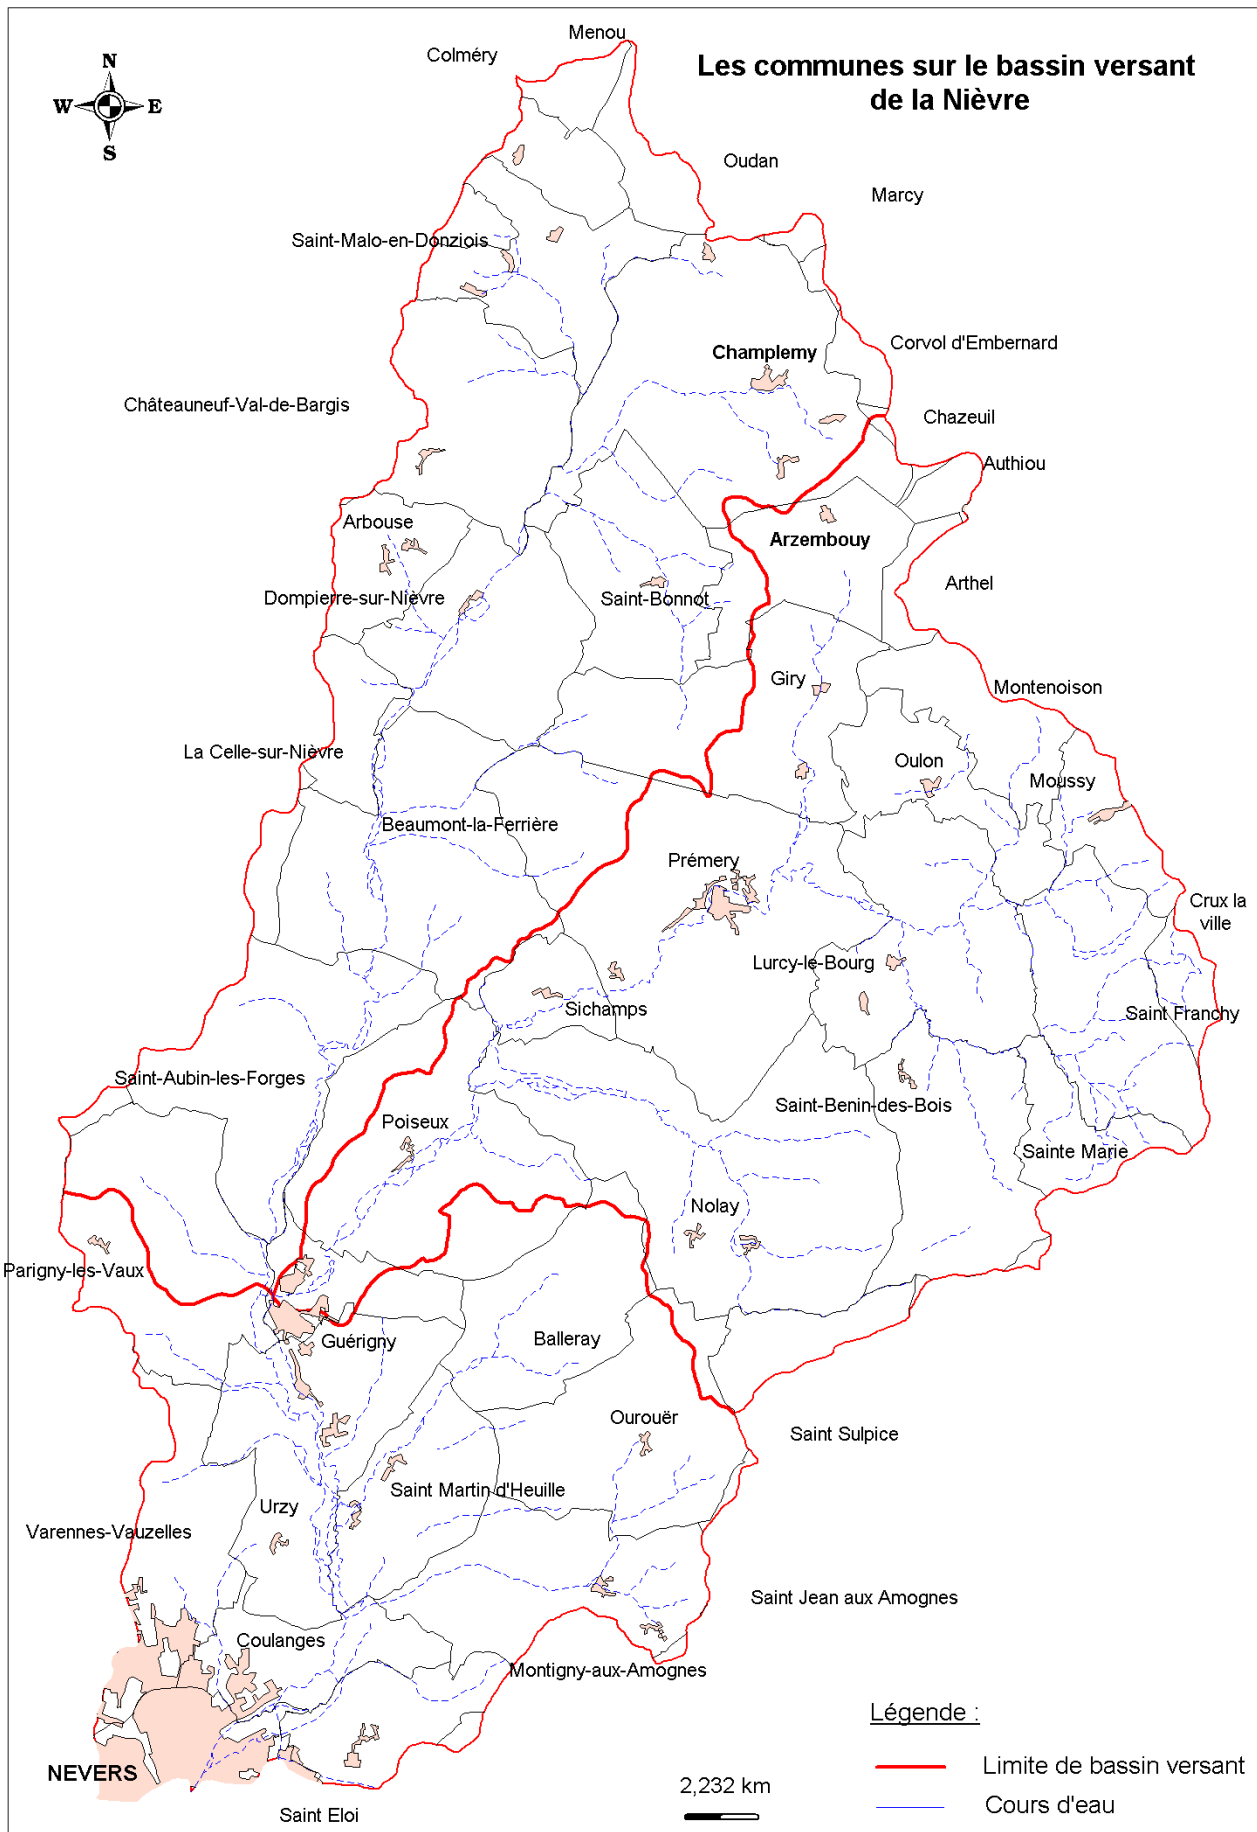 Menou
Colméry
Les communes sur le bassin versant
de la Nièvre
N
W
E
S
Oudan
Marcy
Saint-Malo-en-Donziois
Corvol d'Embernard
Champlemy
Châteauneuf-Val-de-Bargis
Chazeuil
Authiou
Arbouse
Arzembouy
Arthel
Dompierre-sur-Nièvre
Saint-Bonnot
Giry
Montenoison
La Celle-sur-Nièvre
Oulon
Moussy
Beaumont-la-Ferrière
Prémery
Crux la
ville
Lurcy-le-Bourg
Sichamps
Saint Franchy
Saint-Aubin-les-Forges
Saint-Benin-des-Bois
Poiseux
Sainte Marie
Nolay
Parigny-les-Vaux
Guérigny
Balleray
Ourouër
Saint Sulpice
Saint Martin d'Heuille
Urzy
Varennes-Vauzelles
Saint Jean aux Amognes
Coulanges
Montigny-aux-Amognes
Légende :
NEVERS
Limite de bassin versant
2,232 km
Cours d'eau
Saint Eloi